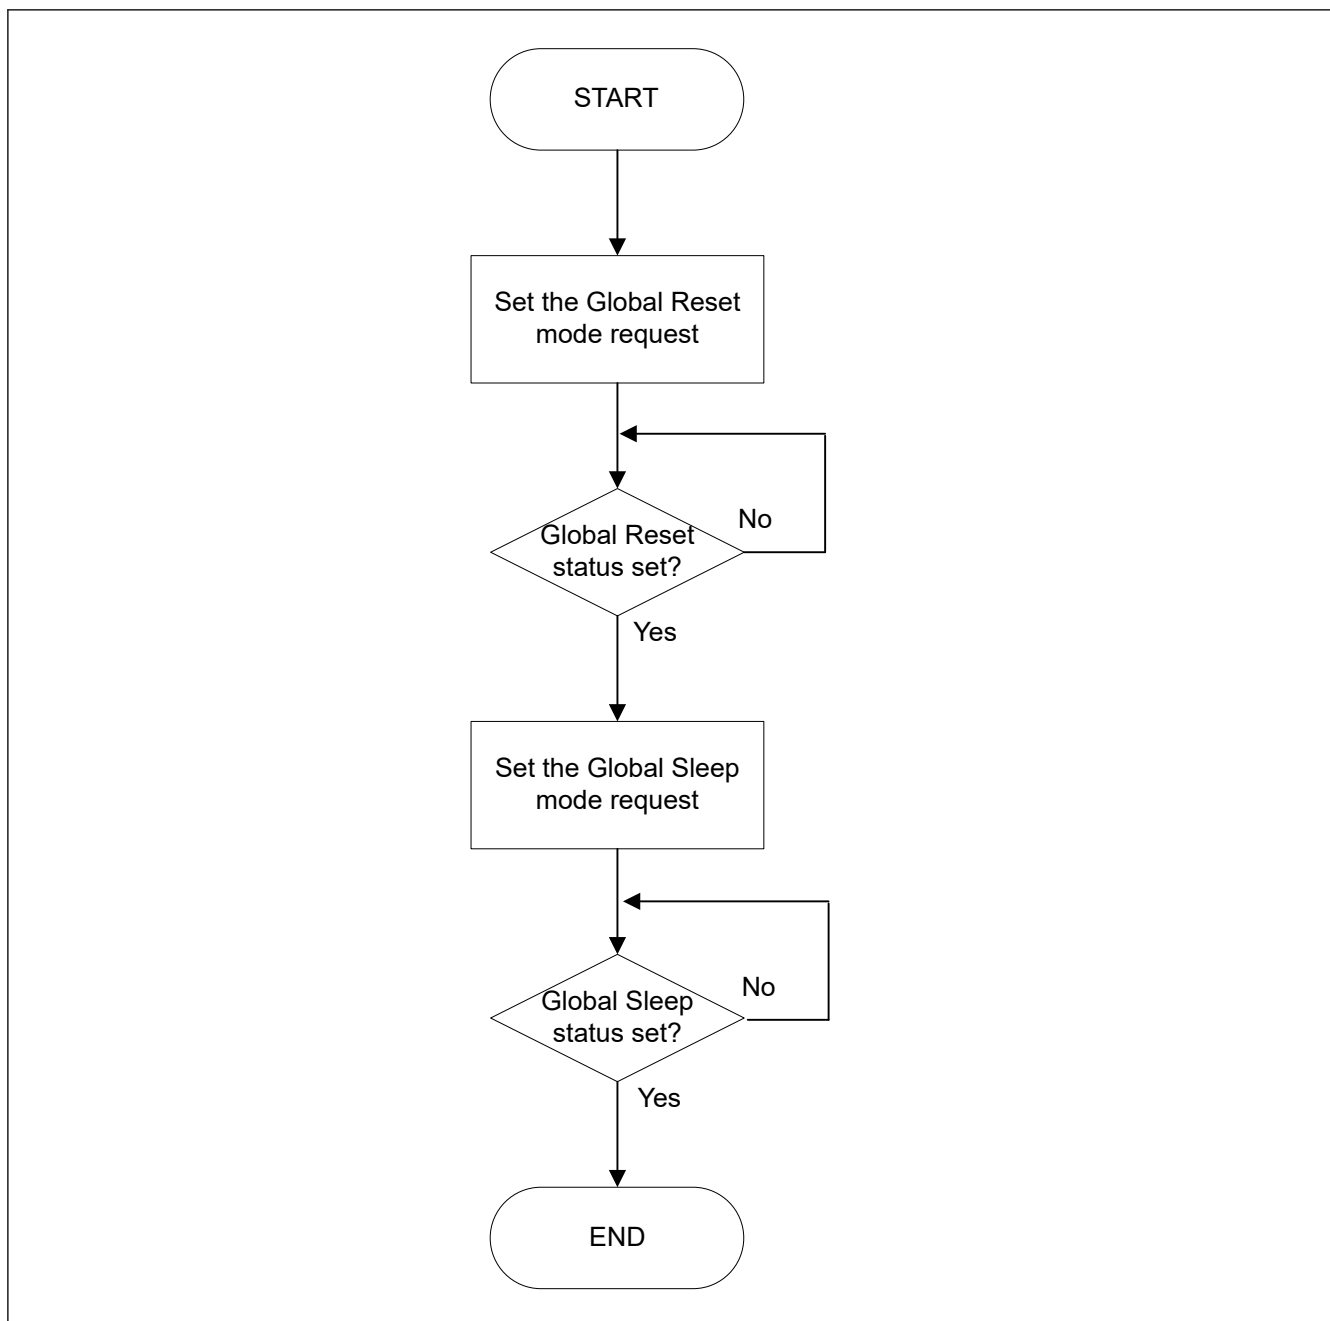 START
Set the Global Reset
mode request
No
Global Reset
status set?
Yes
Set the Global Sleep
mode request
No
Global Sleep
status set?
Yes
END